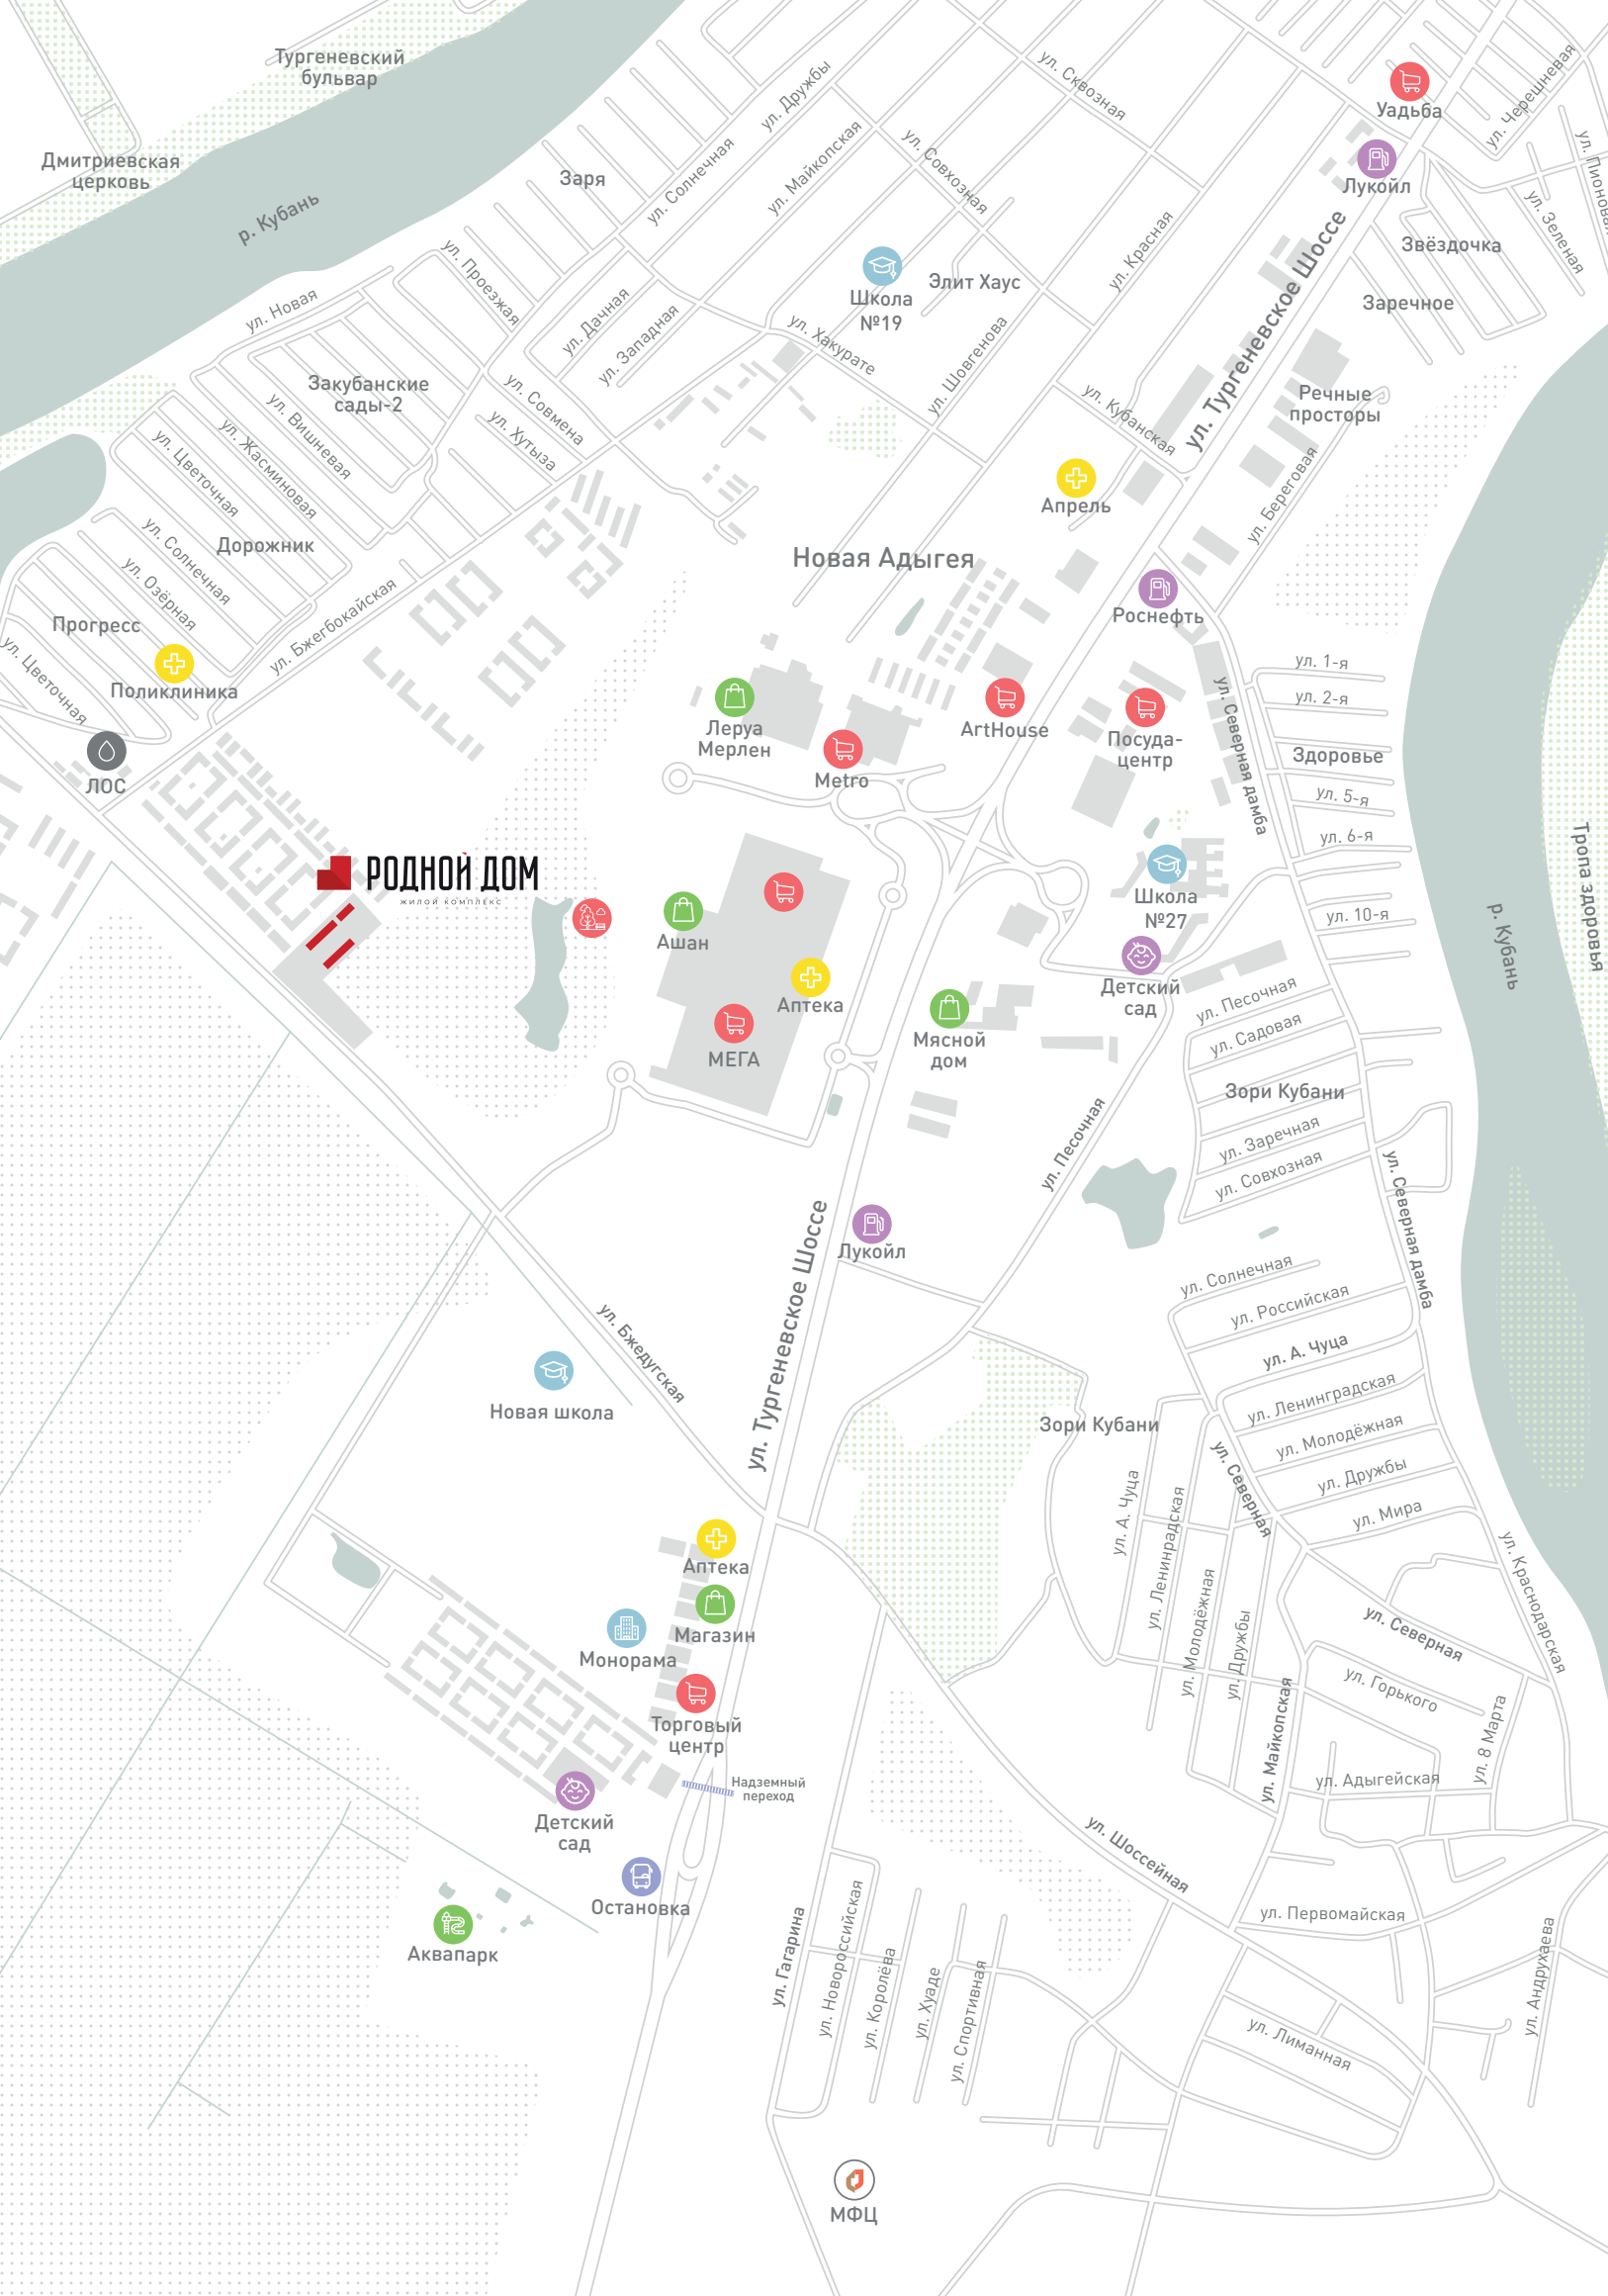 Тургеневский
бульвар
Дмитриевская
церковь
р. Кубань
Заря
ул. Дружбы
ул. Солнечная
ул. Майкопская
ул. Совхозная
ул. Сквозная
Уадьба
Лукойл
ул. Черешневая
ул. Пионовая
ул. Зеленая
Звёздочка
Заречное
ул. Красная
ул. Тургеневское Шоссе
Школа
№19
Элит Хаус
ул. Новая
ул. Проезжая
ул. Дачная
ул. Западная
ул. Хакурате
ул. Шовгенова
ул. Кубанская
Речные
просторы
ул. Береговая
Закубанские
сады-2
ул. Совмена
ул. Хутыза
ул. Вишневая
ул. Жасминовая
ул. Цветочная
ул. Солнечная
Дорожник
ул. Озёрная
Прогресс
ул. Цветочная
Поликлиника
ул. Бжегбокайская
ЛОС
Апрель
Новая Адыгея
Роснефть
Леруа
Мерлен
Metro
ArtHouse
Посуда-
центр
ул. Северная дамба
ул. 1-я
ул. 2-я
Здоровье
ул. 5-я
ул. 6-я
ул. 10-я
Тропа здоровья
р. Кубань
РОДНОЙ ДОМ
ЖИЛОЙ КОМПЛЕКС
Ашан
Аптека
МЕГА
Школа
№27
Детский
сад
Мясной
дом
ул. Песочная
ул. Садовая
Зори Кубани
ул. Заречная
ул. Совхозная
ул. Песочная
ул. Северная дамба
Лукойл
ул. Тургеневское Шоссе
ул. Бжедугская
Новая школа
ул. Солнечная
ул. Российская
ул. А. Чуца
ул. Ленинградская
ул. Молодёжная
ул. Дружбы
ул. Мира
Зори Кубани
ул. Северная
ул. А. Чуца
ул. Ленинрадская
ул. Молодёжная
ул. Дружбы
ул. Майкопская
ул. Северная
ул. Краснодарская
ул. Горького
ул. 8 Марта
ул. Адыгейская
Аптека
Магазин
Монорама
Торговый
центр
Надземный
переход
Детский
сад
Остановка
Аквапарк
ул. Шоссейная
ул. Первомайская
ул. Андрухаева
ул. Лиманная
ул. Гагарина
ул. Новороссийская
ул. Королёва
ул. Хуаде
ул. Спортивная
МФЦ